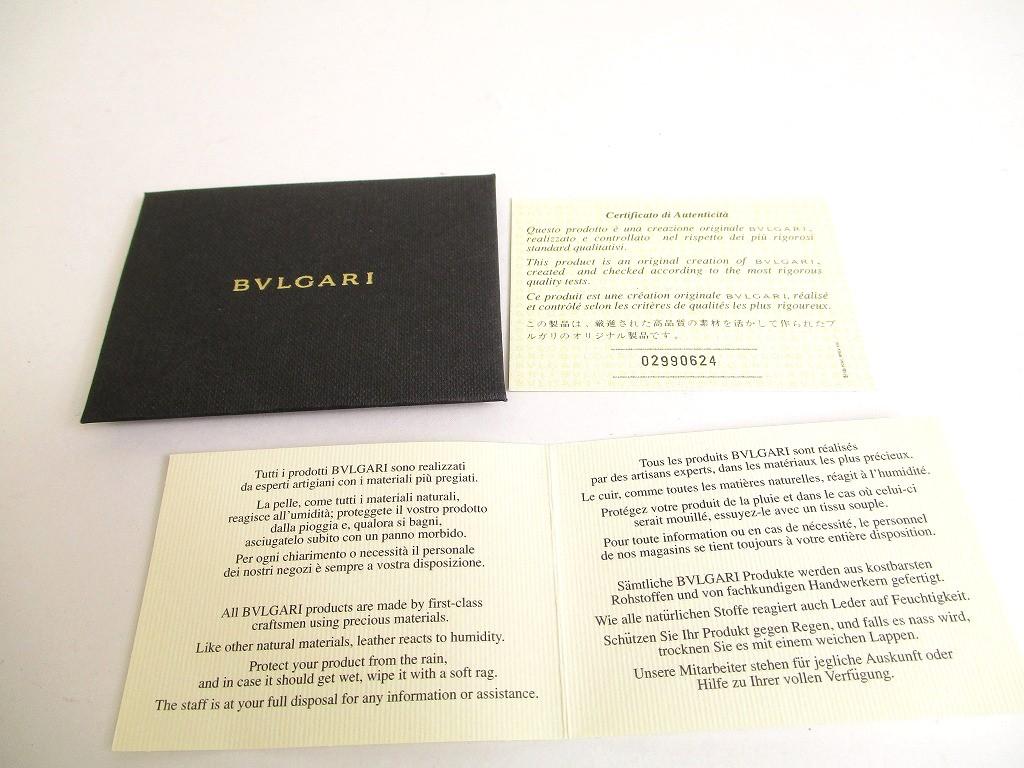 BVLGARI
Certificato di Autenticità
Questo prodotto è una creazione originale BVLGARI,
realizzato e controllato nel rispetto dei più rigorosi
standard qualitativi.
This product is an original creation of BVLGARI,
created and checked according to the most rigorous
quality tests.
Ce produit est une création originale BVLGARI, réalisé
et contrôlé selon les critères de qualités les plus rigoureux.
この製品は、厳選された高品質の素材を活かして作られたブ
ルガリのオリジナル製品です。
02990624
Tutti i prodotti BVLGARI sono realizzati
da esperti artigiani con i materiali più pregiati.
La pelle, come tutti i materiali naturali,
reagisce all'umidità; proteggete il vostro prodotto
dalla pioggia e, qualora si bagni,
asciugatelo subito con un panno morbido.
Per ogni chiarimento o necessità il personale
dei nostri negozi è sempre a vostra disposizione.
All BVLGARI products are made by first-class
craftsmen using precious materials.
Like other natural materials, leather reacts to humidity.
Protect your product from the rain,
and in case it should get wet, wipe it with a soft rag.
The staff is at your full disposal for any information or assistance.
Tous les produits BVLGARI sont réalisés
par des artisans experts, dans les matériaux les plus précieux.
Le cuir, comme toutes les matières naturelles, réagit à l'humidité.
Protégez votre produit de la pluie et dans le cas où celui-ci
serait mouillé, essuyez-le avec un tissu souple.
Pour toute information ou en cas de nécessité, le personnel
de nos magasins se tient toujours à votre entière disposition.
Sämtliche BVLGARI Produkte werden aus kostbarsten
Rohstoffen und von fachkundigen Handwerkern gefertigt.
Wie alle natürlichen Stoffe reagiert auch Leder auf Feuchtigkeit.
Schützen Sie Ihr Produkt gegen Regen, und falls es nass wird,
trocknen Sie es mit einem weichen Lappen.
Unsere Mitarbeiter stehen für jegliche Auskunft oder
Hilfe zu Ihrer vollen Verfügung.